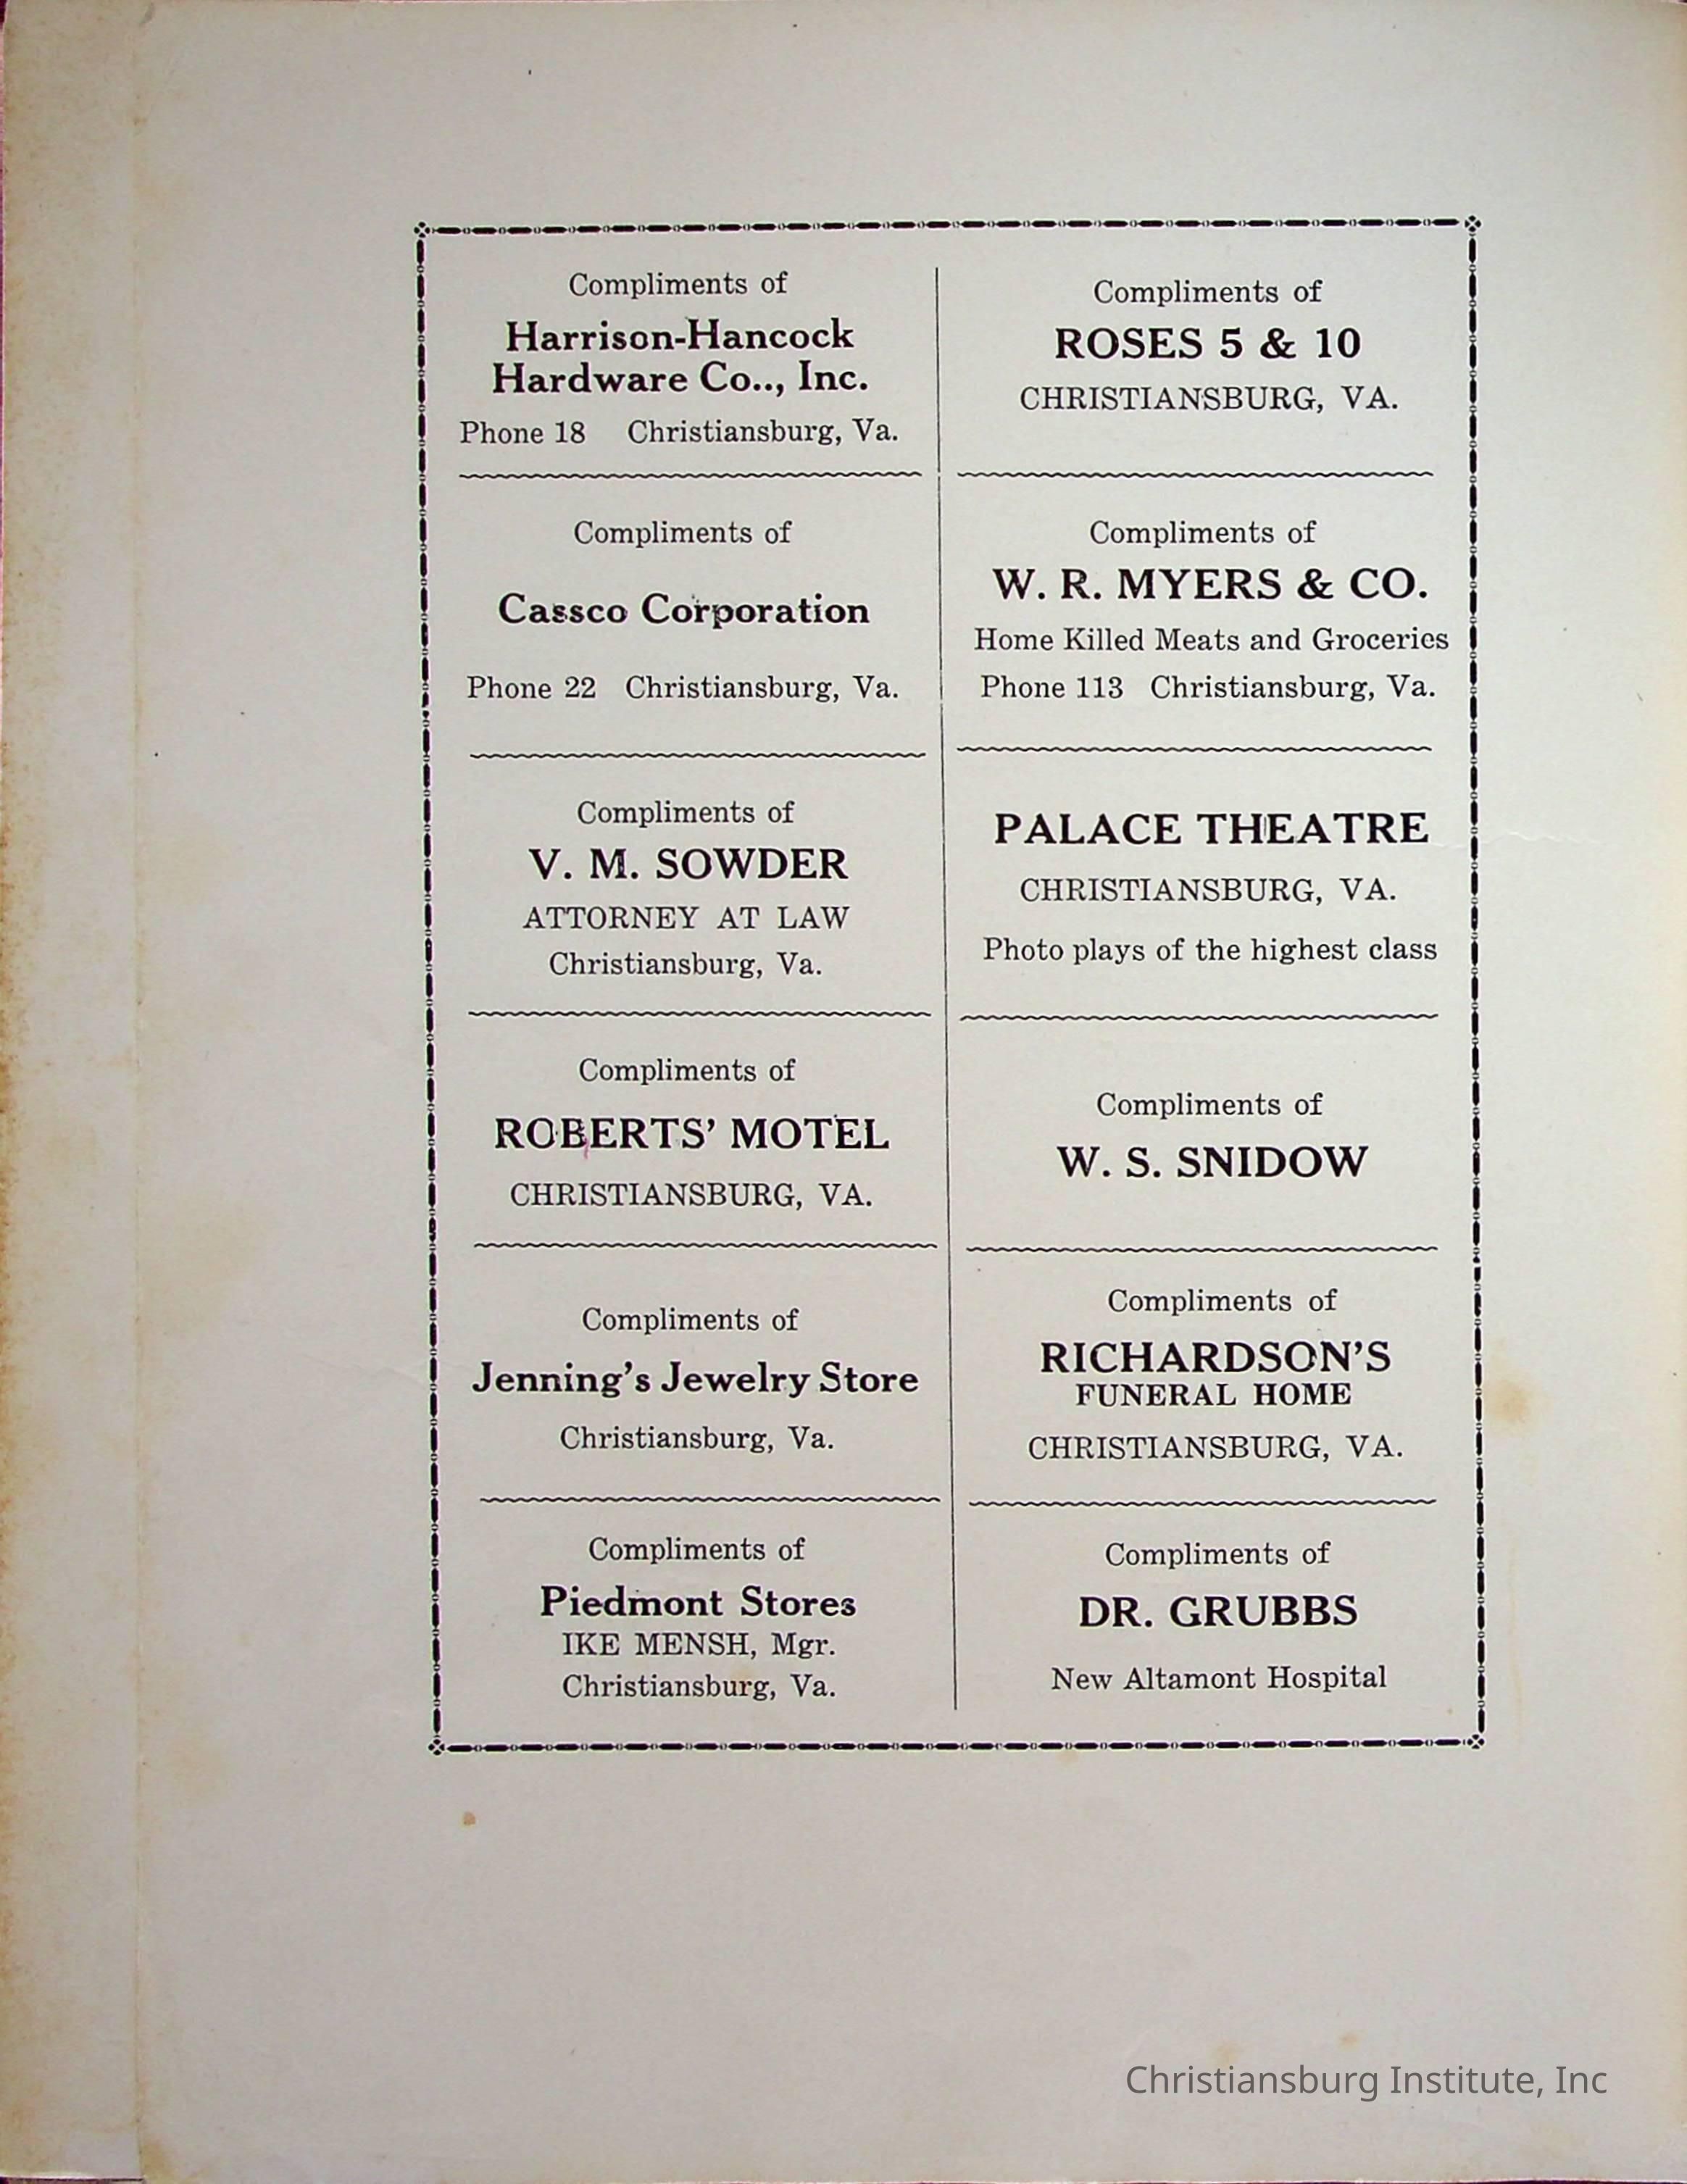 Compliments of
Harrison-Hancock
Hardware Co.., Inc.
Phone 18 Christiansburg, Va.
Compliments of
Cassco Corporation
Phone 22 Christiansburg, Va.
Compliments of
V. M. SOWDER
ATTORNEY AT LAW
Christiansburg, Va.
Compliments of
ROBERTS' MOTEL
CHRISTIANSBURG, VA.
Compliments of
Jenning's Jewelry Store
Christiansburg, Va.
Compliments of
Piedmont Stores
IKE MENSH, Mgr.
Christiansburg, Va.
Compliments of
ROSES 5 & 10
CHRISTIANSBURG, VA.
Compliments of
W. R. MYERS & CO.
Home Killed Meats and Groceries
Phone 113 Christiansburg, Va.
PALACE THEATRE
CHRISTIANSBURG, VA.
Photo plays of the highest class
Compliments of
W. S. SNIDOW
Compliments of
RICHARDSON'S
FUNERAL HOME
CHRISTIANSBURG, VA.
Compliments of
DR. GRUBBS
New Altamont Hospital
Christiansburg Institute, Inc